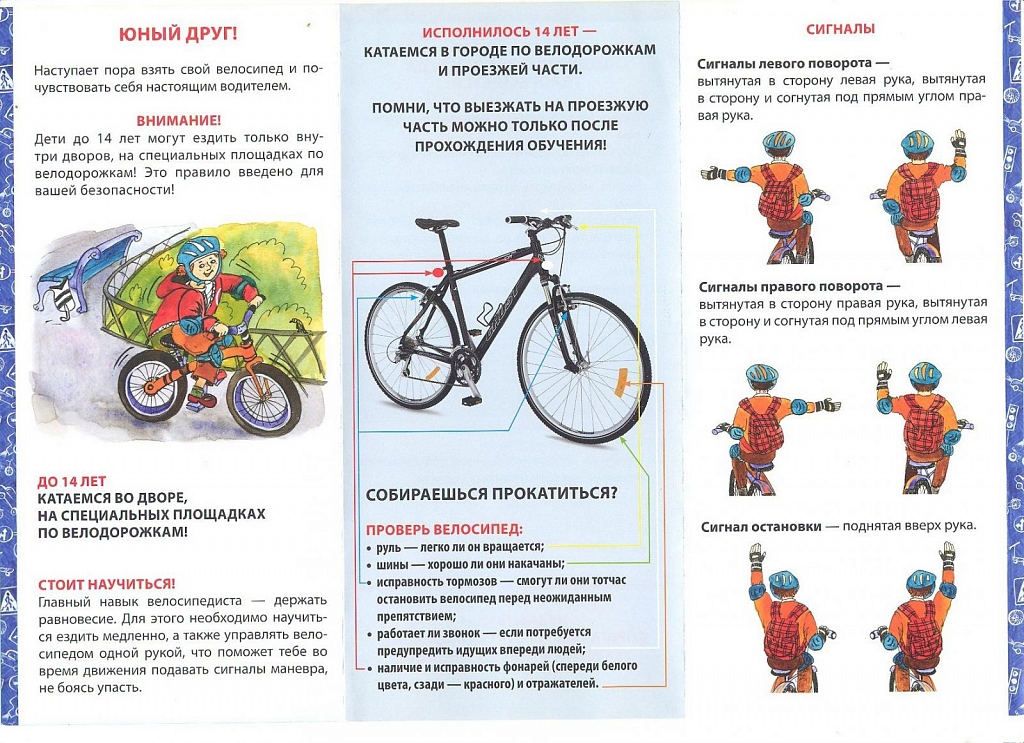 ЮНЫЙ ДРУГ!
Наступает пора взять свой велосипед и по-
чувствовать себя настоящим водителем.
ВНИМАНИЕ!
Дети до 14 лет могут ездить только вну-
три дворов, на специальных площадках по
велодорожкам! Это правило введено для
вашей безопасности!
ДО 14 ЛЕТ
КАТАЕМСЯ ВО ДВОРЕ,
НА СПЕЦИАЛЬНЫХ ПЛОЩАДКАХ
ПО ВЕЛОДОРОЖКАМ!
СТОИТ НАУЧИТЬСЯ!
Главный навык велосипедиста — держать
равновесие. Для этого необходимо научить-
ся ездить медленно, а также управлять вело-
сипедом одной рукой, что поможет тебе во
время движения подавать сигналы маневра,
не боясь упасть.
ИСПОЛНИЛОСЬ 14 ЛЕТ —
КАТАЕМСЯ В ГОРОДЕ ПО ВЕЛОДОРОЖКАМ
И ПРОЕЗЖЕЙ ЧАСТИ.
ПОМНИ, ЧТО ВЫЕЗЖАТЬ НА ПРОЕЗЖУЮ
ЧАСТЬ МОЖНО ТОЛЬКО ПОСЛЕ
ПРОХОЖДЕНИЯ ОБУЧЕНИЯ!
СОБИРАЕШЬСЯ ПРОКАТИТЬСЯ?
ПРОВЕРЬ ВЕЛОСИПЕД:
• руль — легко ли он вращается;
• шины — хорошо ли они накачаны;
• исправность тормозов — смогут ли они тотчас
остановить велосипед перед неожиданным
препятствием;
• работает ли звонок — если потребуется
предупредить идущих впереди людей;
• наличие и исправность фонарей (спереди белого
цвета, сзади — красного) и отражателей.
СИГНАЛЫ
Сигналы левого поворота —
вытянутая в сторону левая рука, вытянутая
в сторону и согнутая под прямым углом пра-
вая рука.
Сигналы правого поворота —
вытянутая в сторону правая рука, вытянутая
в сторону и согнутая под прямым углом левая
рука.
Сигнал остановки — поднятая вверх рука.